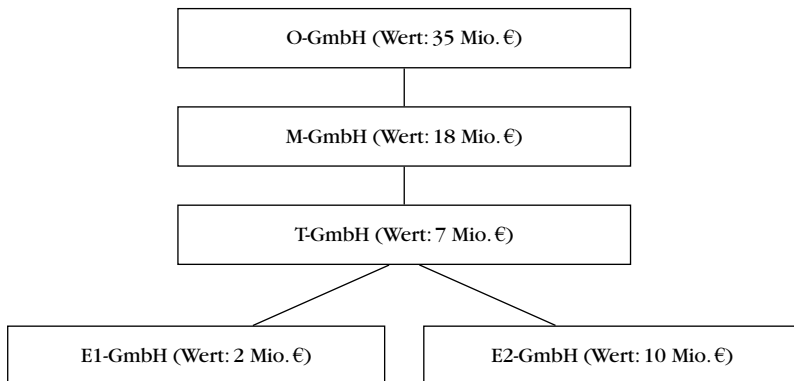 O-GmbH (Wert: 35 Mio. €)
M-GmbH (Wert: 18 Mio. €)
T-GmbH (Wert: 7 Mio. €)
E1-GmbH (Wert: 2 Mio. €)
E2-GmbH (Wert: 10 Mio. €)